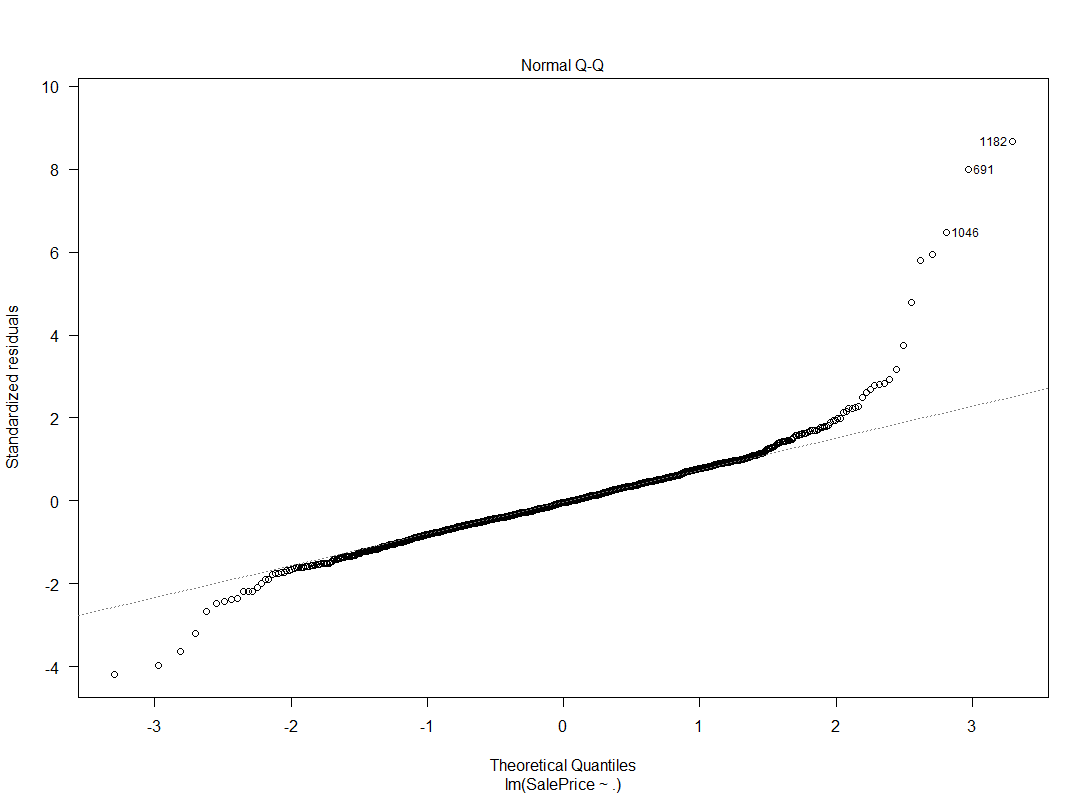 Normal Q-Q
10
8
6
4
2
0
-2
-4
1182
691
1046
Standardized residuals
-3 -2 -1 0 1 2 3
Theoretical Quantiles
lm(SalePrice ~ .)